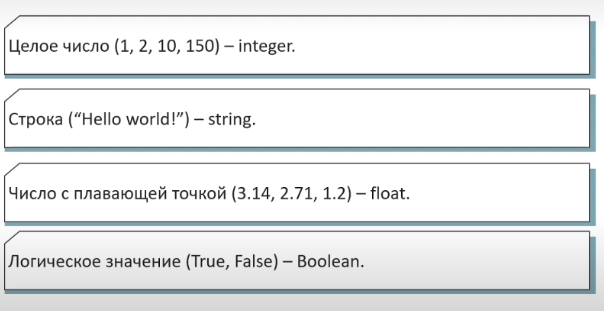 Целое число (1, 2, 10, 150) – integer.
Строка (“Hello world!”) – string.
Число с плавающей точкой (3.14, 2.71, 1.2) – float.
Логическое значение (True, False) – Boolean.